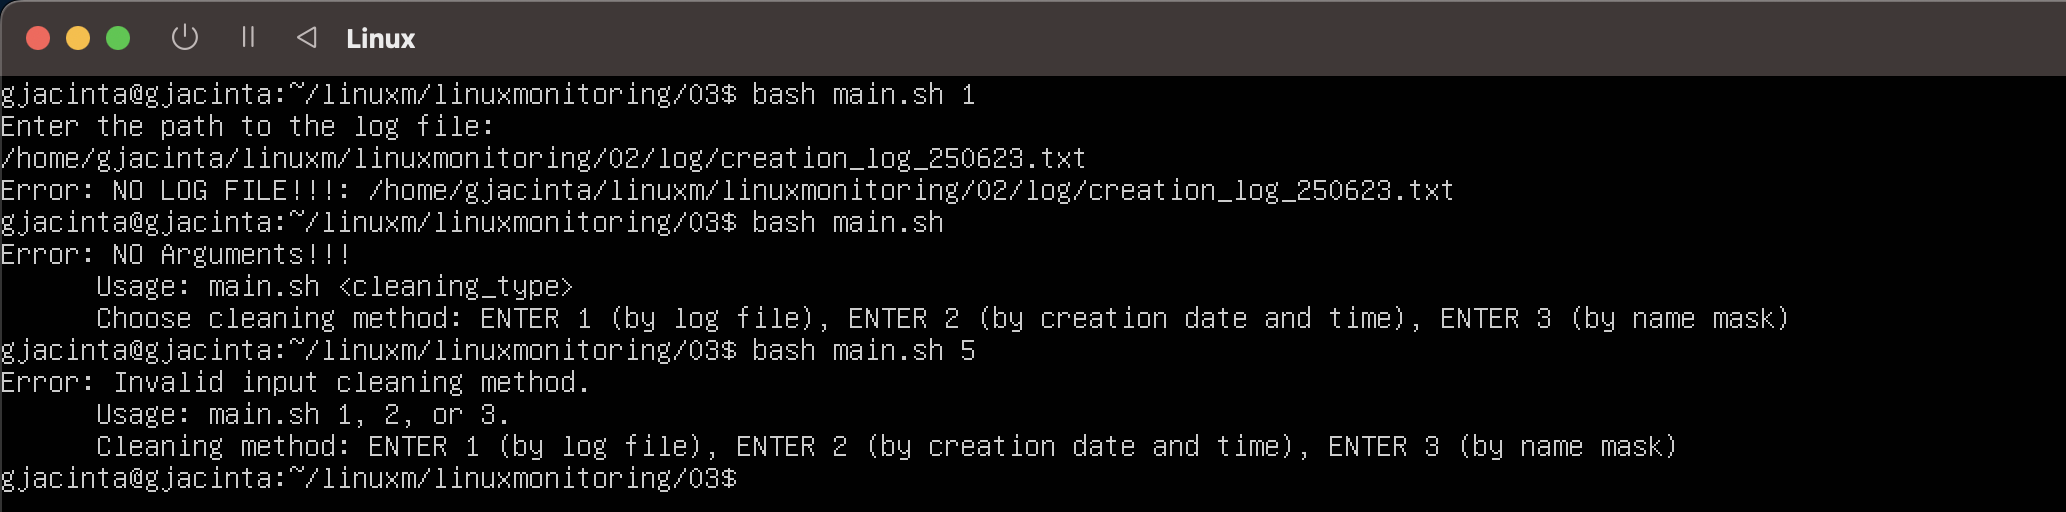 Linux
gjacinta@gjacinta:~/linuxm/linuxmonitoring/03$ bash main.sh 1
Enter the path to the log file:
/home/gjacinta/linuxm/linuxmonitoring/02/log/creation_log_250623.txt
Error: NO LOG FILE!!!: /home/gjacinta/linuxm/linuxmonitoring/02/log/creation_log_250623.txt
gjacinta@gjacinta:~/linuxm/linuxmonitoring/03$ bash main.sh
Error: NO Arguments!!!
      Usage: main.sh <cleaning_type>
      Choose cleaning method: ENTER 1 (by log file), ENTER 2 (by creation date and time), ENTER 3 (by name mask)
gjacinta@gjacinta:~/linuxm/linuxmonitoring/03$ bash main.sh 5
Error: Invalid input cleaning method.
      Usage: main.sh 1, 2, or 3.
      Cleaning method: ENTER 1 (by log file), ENTER 2 (by creation date and time), ENTER 3 (by name mask)
gjacinta@gjacinta:~/linuxm/linuxmonitoring/03$